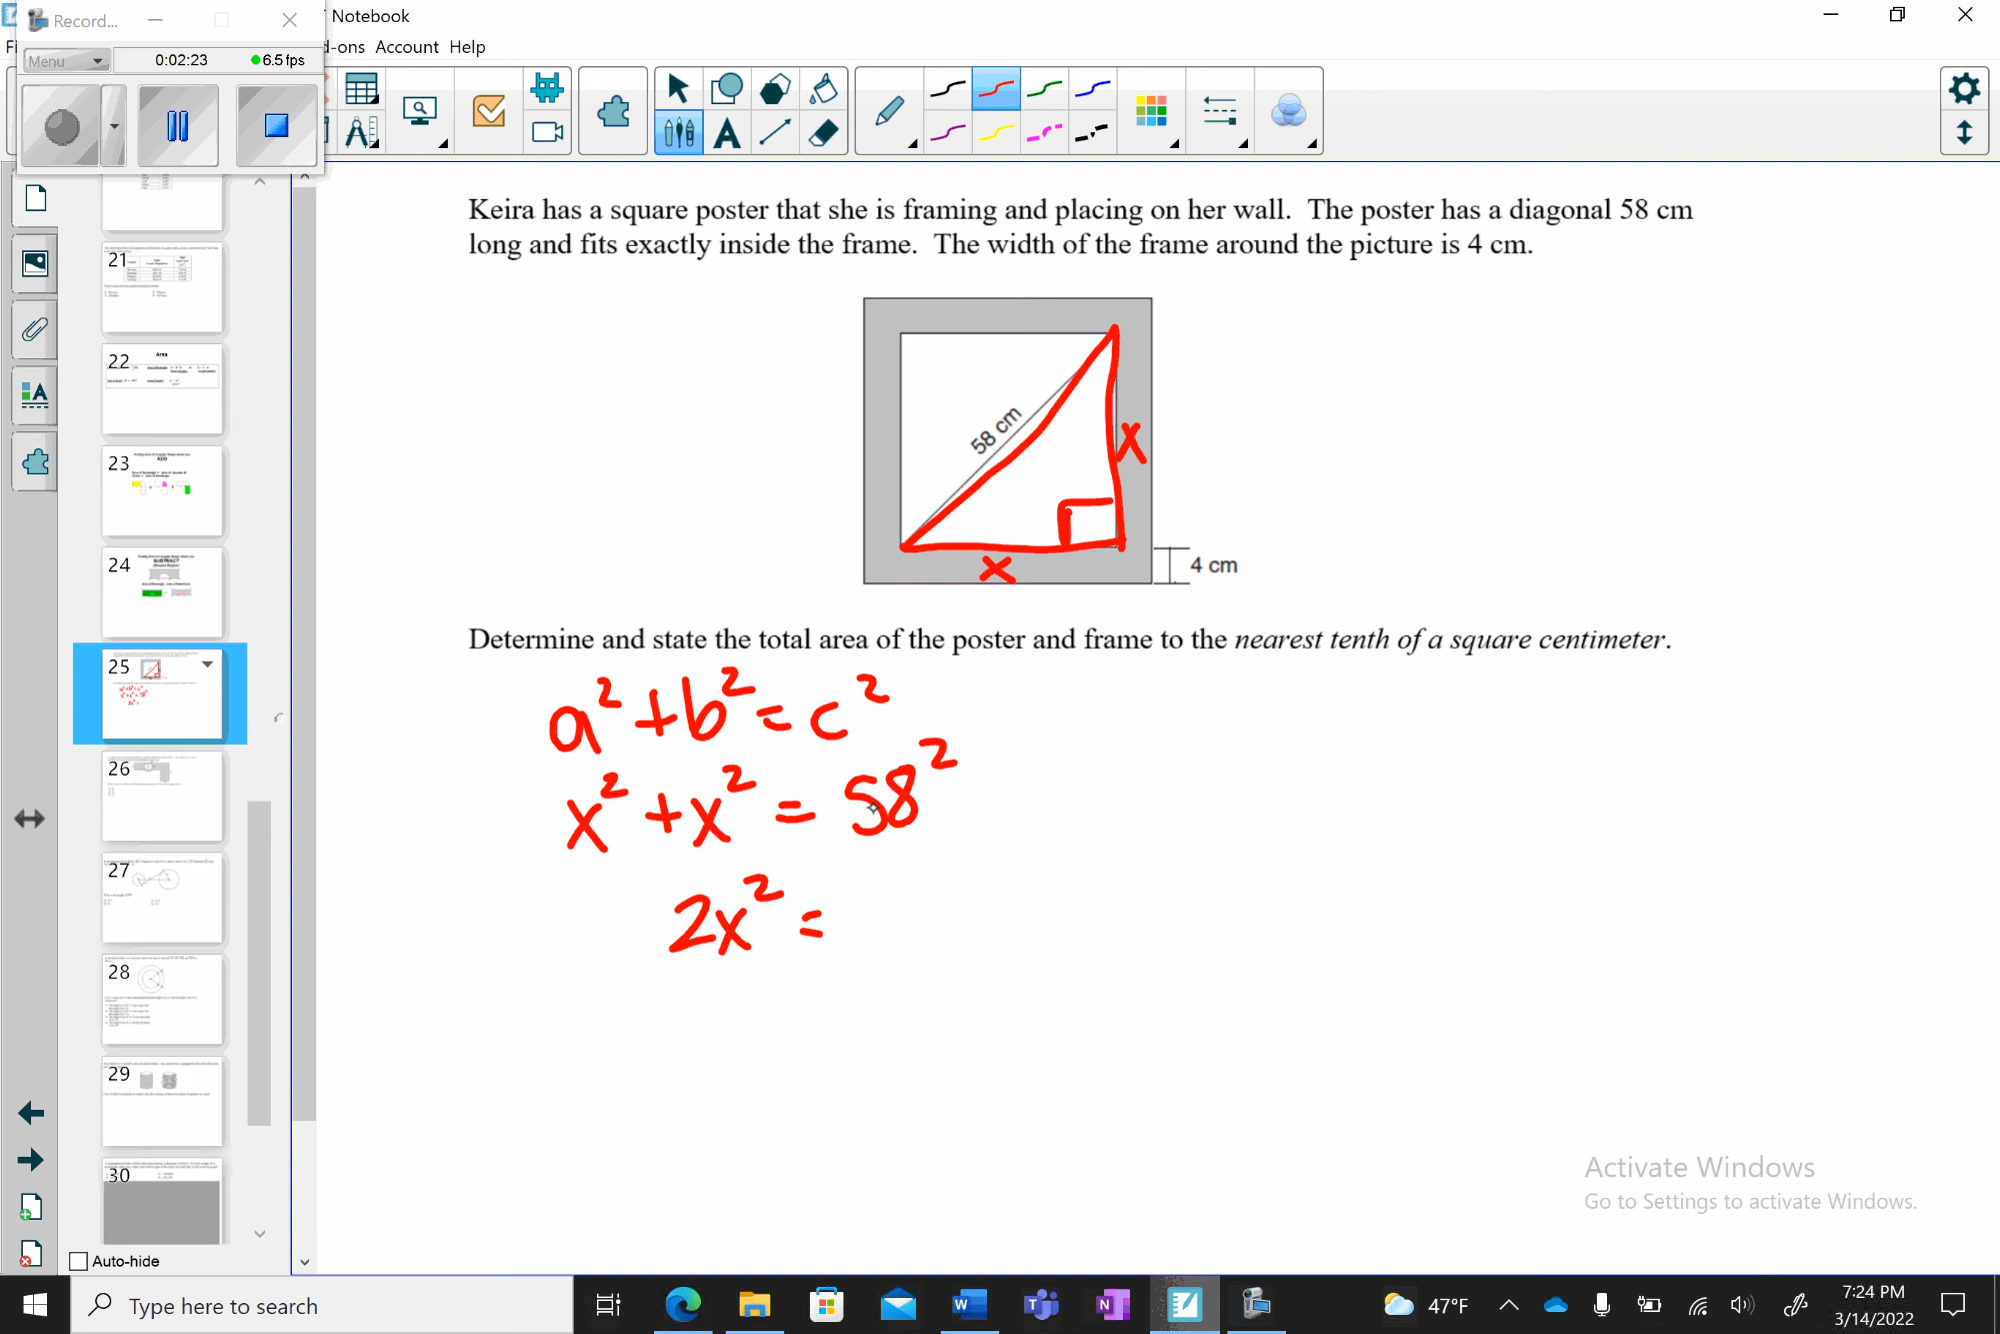 Record...
Notebook
Menu
0:02:23
6.5 fps
d-ons Account Help
Keira has a square poster that she is framing and placing on her wall. The poster has a diagonal 58 cm
long and fits exactly inside the frame. The width of the frame around the picture is 4 cm.
58 cm
x
x
4 cm
Determine and state the total area of the poster and frame to the nearest tenth of a square centimeter.
a² + b² = c²
x² + x² = 58²
2x² =
21
22
Area
23
ADD
24
SUBTRACT
25
26
27
28
29
30
Auto-hide
Activate Windows
Go to Settings to activate Windows.
Type here to search
47°F
7:24 PM
3/14/2022